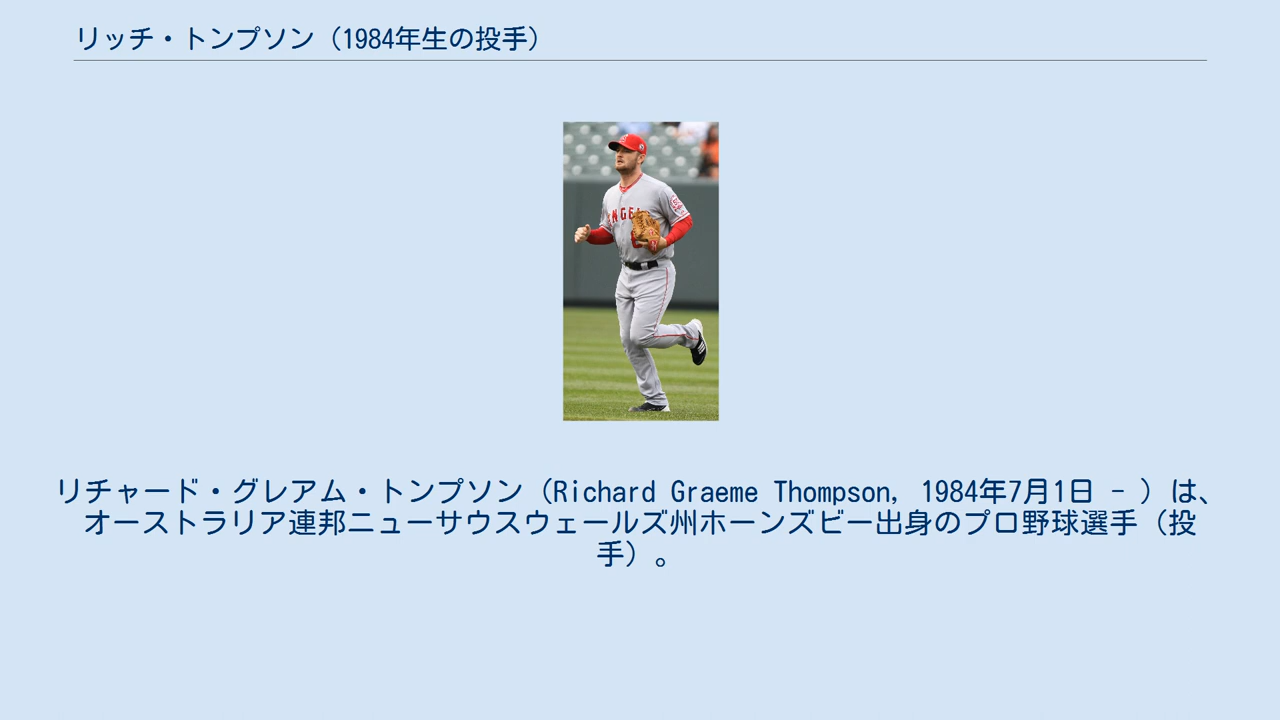 リッチ・トンプソン（1984年生の投手）
リチャード・グレアム・トンプソン（Richard Graeme Thompson, 1984年7月1日 - ）は、
オーストラリア連邦ニューサウスウェールズ州ホーンズビー出身のプロ野球選手（投
手）。